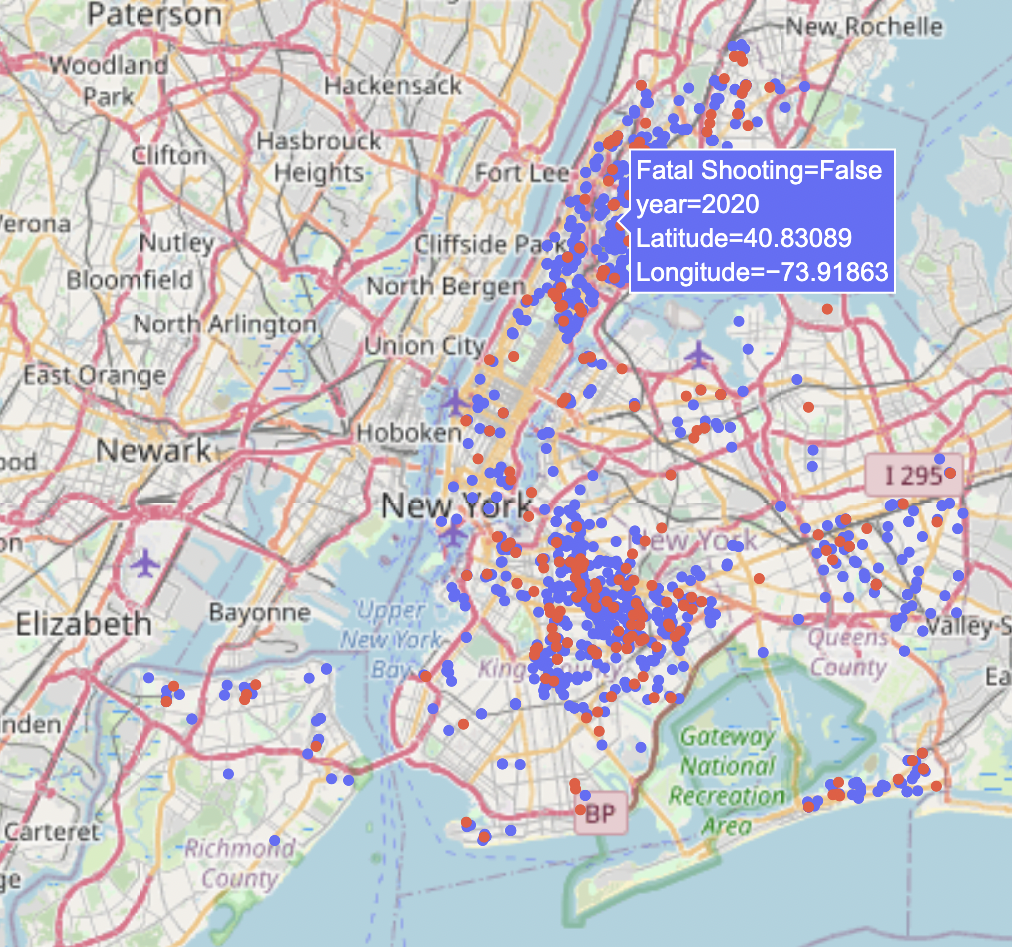 Paterson
New Rochelle
Woodland
Park
Hackensack
Hasbrouck
Heights
Clifton
Fort Lee
Fatal Shooting=False
year=2020
Latitude=40.83089
Longitude=−73.91863
Verona
Nutley
Cliffside Park
Bloomfield
North Bergen
North Arlington
Union City
East Orange
Hoboken
Newark
ood
I 295
New York
on
New York
Bayonne
Upper
New York
Bay
Elizabeth
Queens
County
Valley S
Kings County
Ea
nden
Gateway
National
Recreation
Area
BP
Carteret
Richmond
County
ge